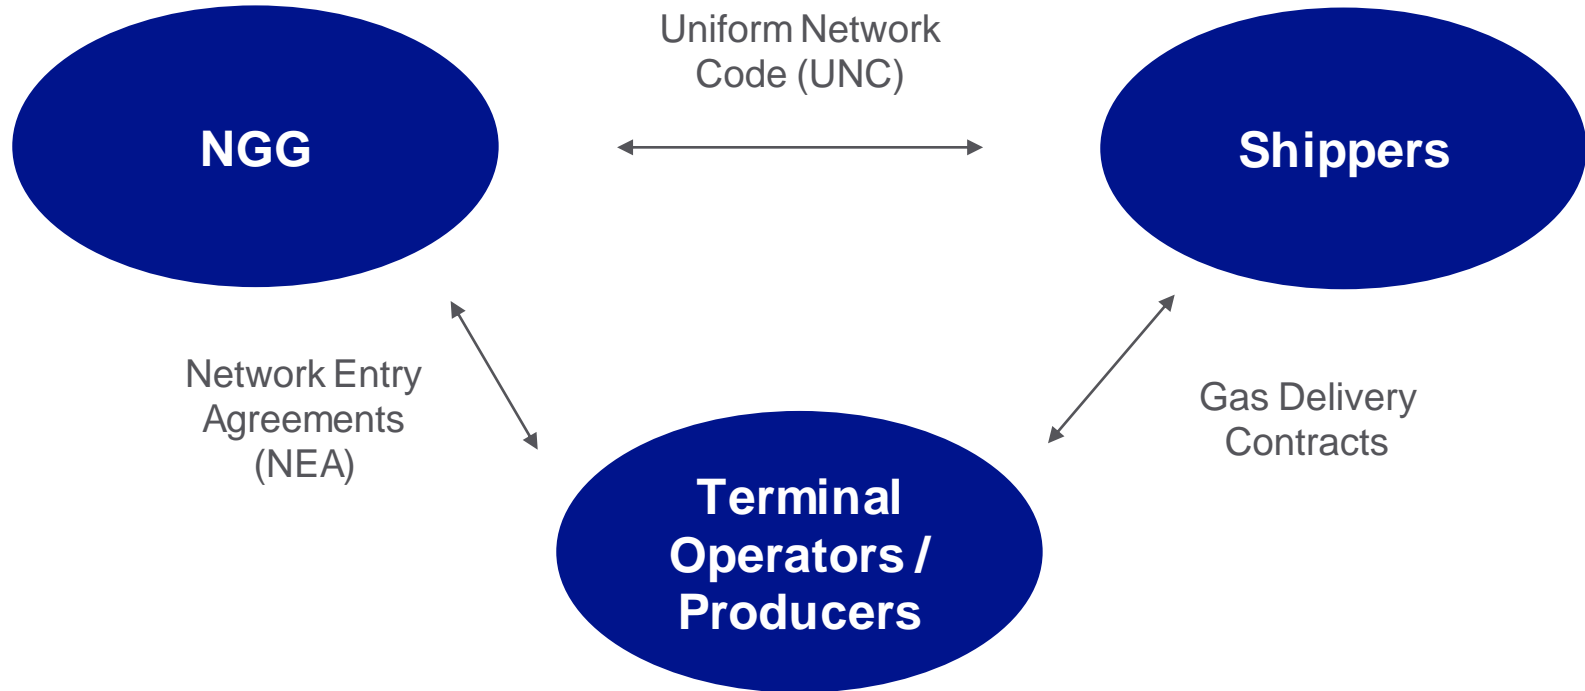 Uniform Network
Code (UNC)
NGG
Shippers
Network Entry
Agreements
(NEA)
Gas Delivery
Contracts
Terminal
Operators /
Producers